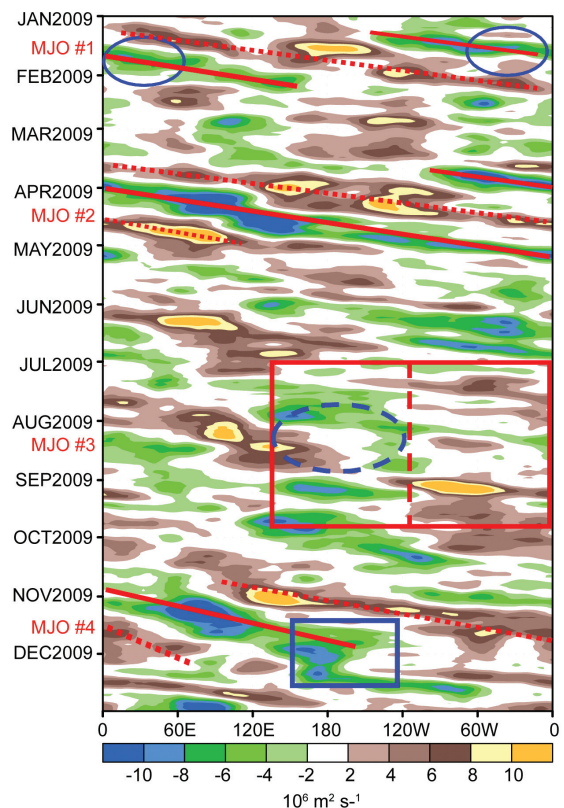 JAN2009
MJO #1
FEB2009
MAR2009
APR2009
MJO #2
MAY2009
JUN2009
JUL2009
AUG2009
MJO #3
SEP2009
OCT2009
NOV2009
MJO #4
DEC2009
0 60E 120E 180 120W 60W 0
-10 -8 -6 -4 -2 2 4 6 8 10
10⁶ m² s-¹